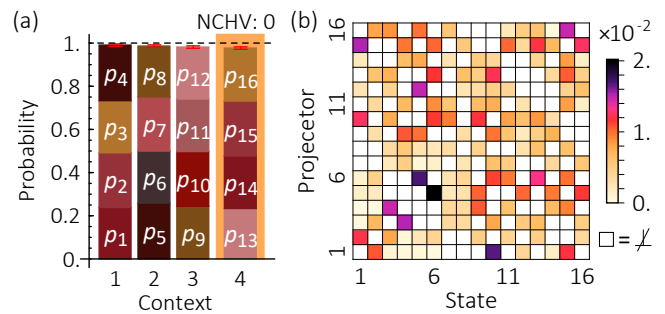 (a)
NCHV: 0
Probability
1.
0.8
0.6
0.4
0.2
0.
p4
p3
p2
p1
p8
p7
p6
p5
p12
p11
p10
p9
p16
p15
p14
p13
1 2 3 4
Context
(b)
Projecetor
16
11
6
1
1 6 11 16
State
×10⁻²
2.
1.
0.
= ⊥̸